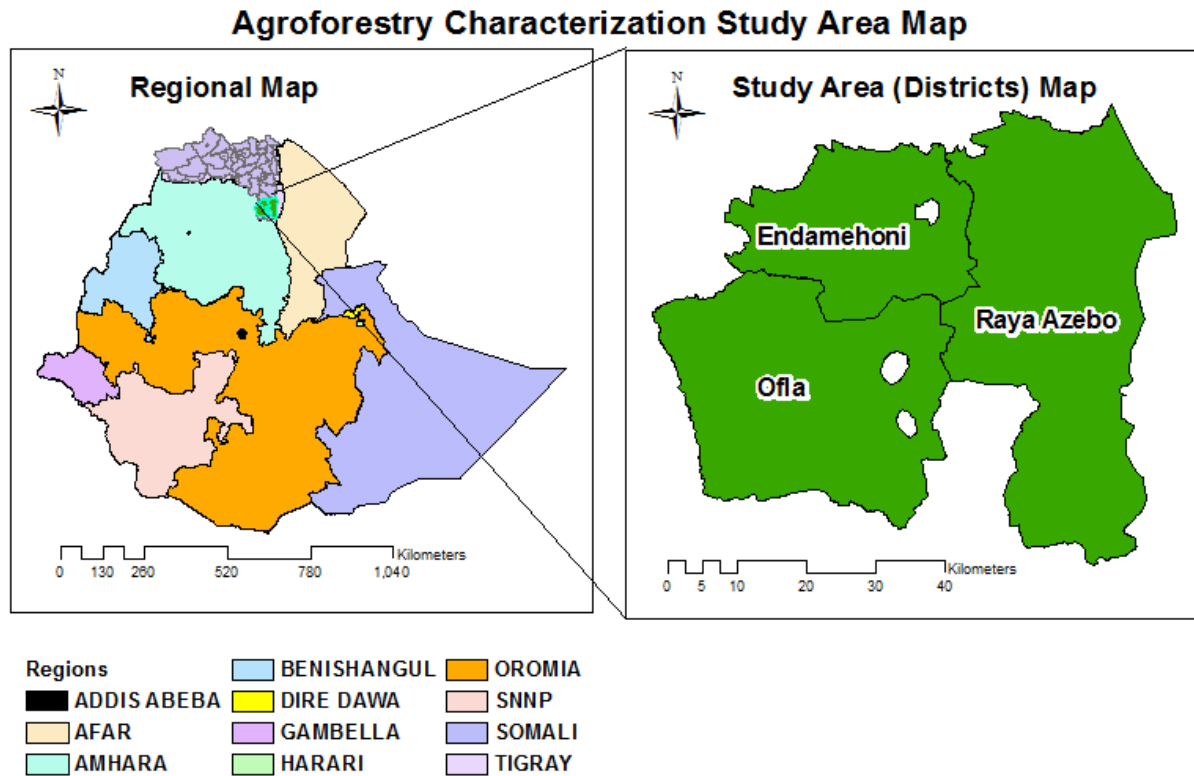 Agroforestry Characterization Study Area Map
N
Regional Map
Kilometers
0 130 260 520 780 1,040
N
Study Area (Districts) Map
Endamehoni
Raya Azebo
Ofla
Kilometers
0 5 10 20 30 40
Regions
ADDIS ABEBA
AFAR
AMHARA
BENISHANGUL
DIRE DAWA
GAMBELLA
HARARI
OROMIA
SNNP
SOMALI
TIGRAY